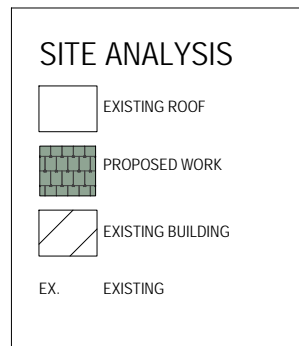 SITE ANALYSIS
EXISTING ROOF
PROPOSED WORK
EXISTING BUILDING
EX. EXISTING